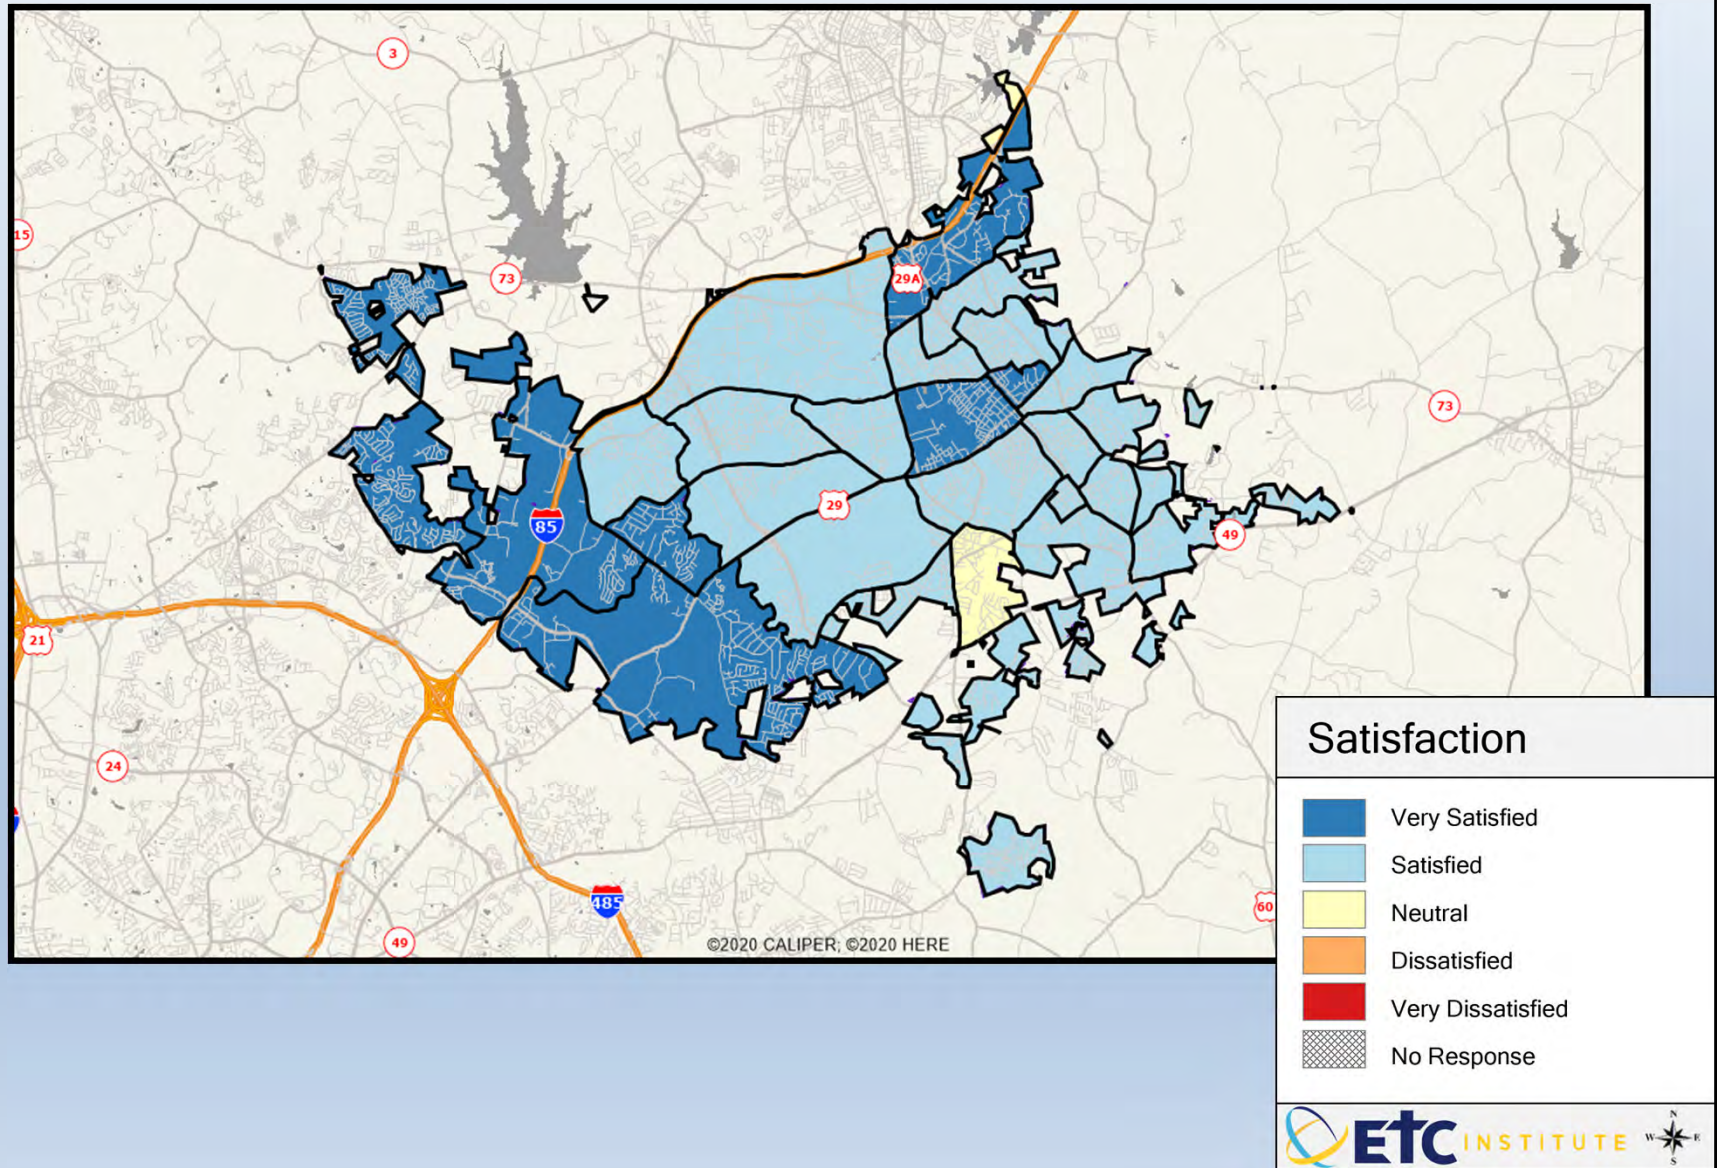 3
15
73
29A
73
29
85
49
21
24
485
60
49
©2020 CALIPER; ©2020 HERE
Satisfaction
Very Satisfied
Satisfied
Neutral
Dissatisfied
Very Dissatisfied
No Response
N
W E
S
ETC INSTITUTE